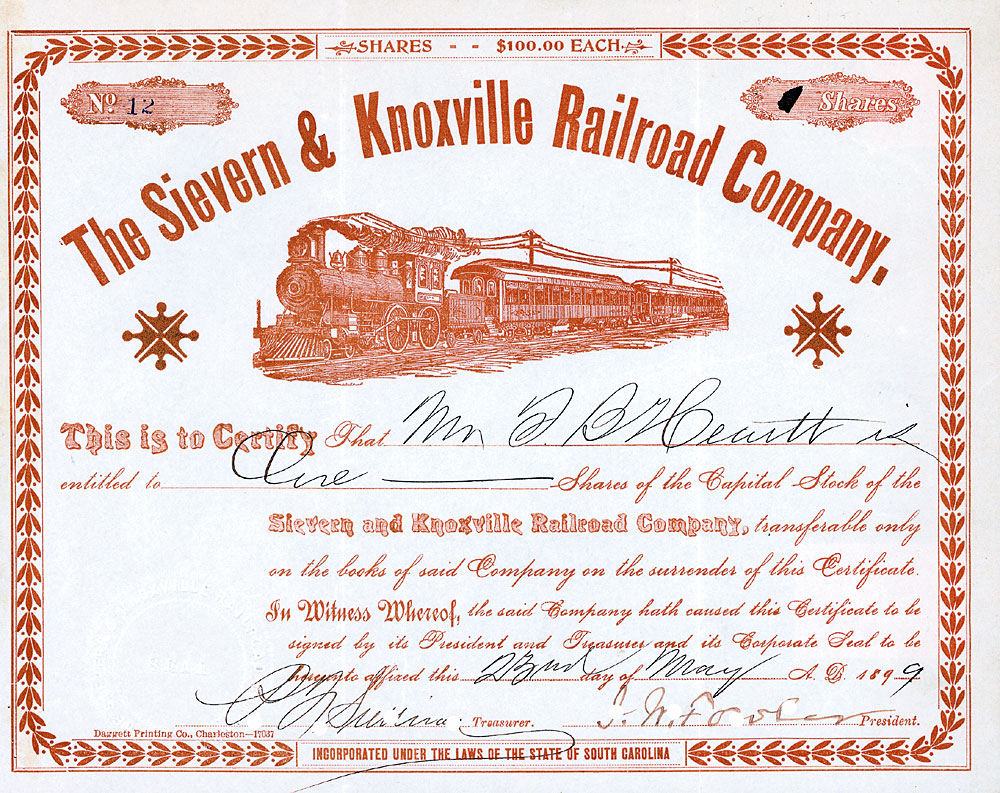 SHARES - - $100.00 EACH
No 12
Shares
The Sievern & Knoxville Railroad Company.
This is to Certify That Mr F. B. Hewitt is
entitled to One Shares of the Capital Stock of the
Sievern and Knoxville Railroad Company, transferable only
on the books of said Company on the surrender of this Certificate.
In Witness Whereof, the said Company hath caused this Certificate to be
signed by its President and Treasurer and its Corporate Seal to be
hereunto affixed this 23rd day of May A. D. 1899
Treasurer. President.
Daggett Printing Co., Charleston—17037
INCORPORATED UNDER THE LAWS OF THE STATE OF SOUTH CAROLINA